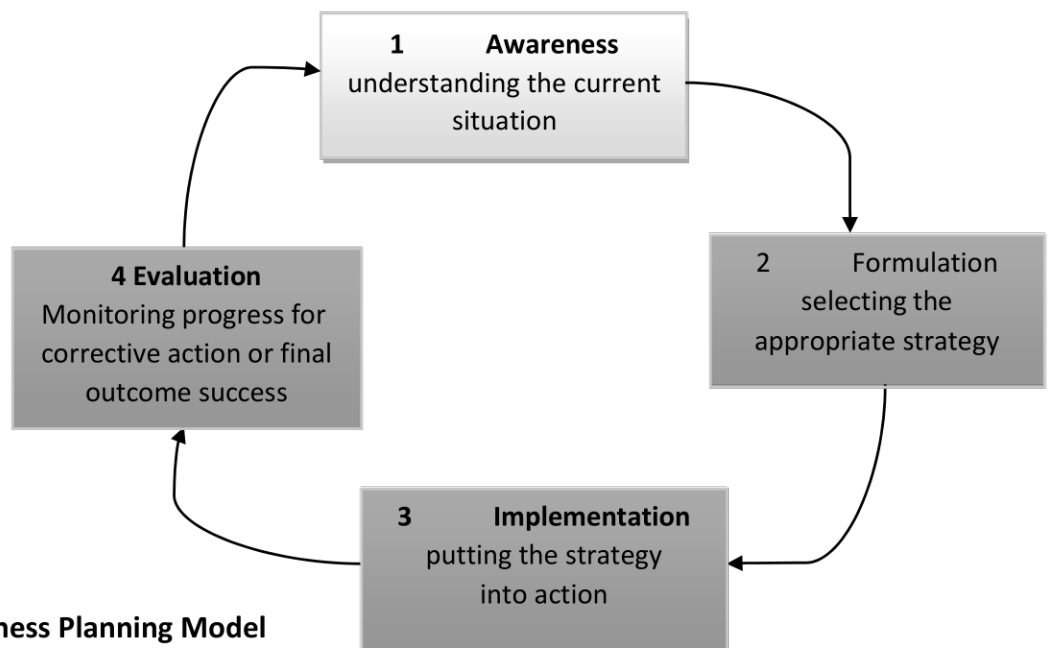 1 Awareness
understanding the current
situation
2 Formulation
selecting the
appropriate strategy
3 Implementation
putting the strategy
into action
4 Evaluation
Monitoring progress for
corrective action or final
outcome success
ness Planning Model